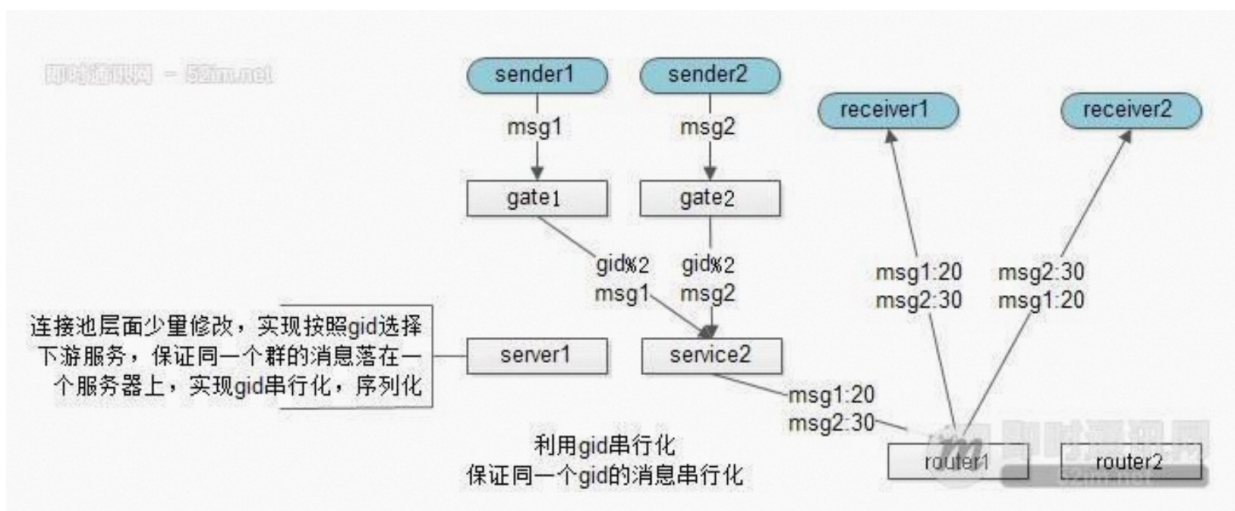 即时通讯网 - 52im.net
sender1
sender2
receiver1
receiver2
msg1
msg2
gate1
gate2
gid%2
msg1
gid%2
msg2
msg1:20
msg2:30
msg2:30
msg1:20
连接池层面少量修改，实现按照gid选择
下游服务，保证同一个群的消息落在一
个服务器上，实现gid串行化，序列化
server1
service2
msg1:20
msg2:30
利用gid串行化
保证同一个gid的消息串行化
即时通讯网
router1
router2
52im.net